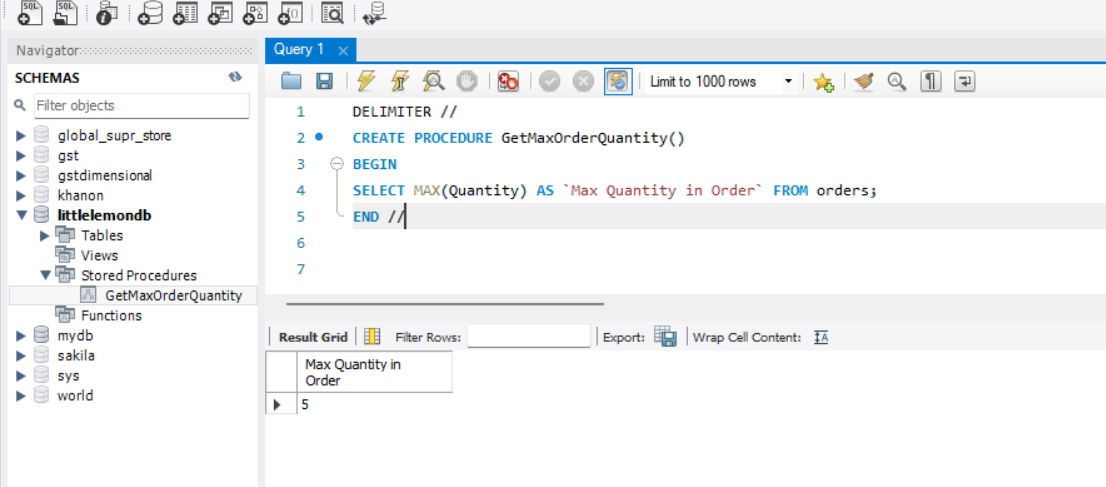 SQL SQL
Navigator
Query 1
SCHEMAS
Limit to 1000 rows
Filter objects
global_supr_store
gst
gstdimensional
khanon
littlelemondb
Tables
Views
Stored Procedures
GetMaxOrderQuantity
Functions
mydb
sakila
sys
world
1 DELIMITER //
2 CREATE PROCEDURE GetMaxOrderQuantity()
3 BEGIN
4 SELECT MAX(Quantity) AS `Max Quantity in Order` FROM orders;
5 END //
6
7
Result Grid Filter Rows: Export: Wrap Cell Content:
Max Quantity in
Order
5